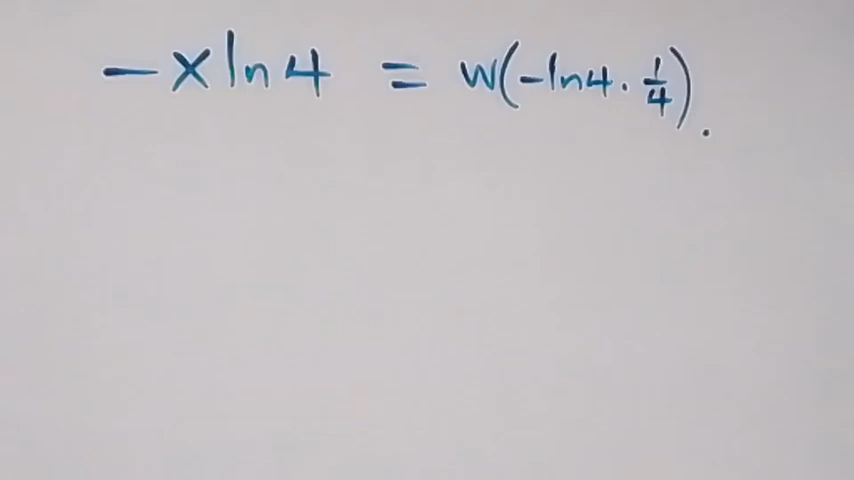 -x ln 4 = W(-ln4 · 1/4).